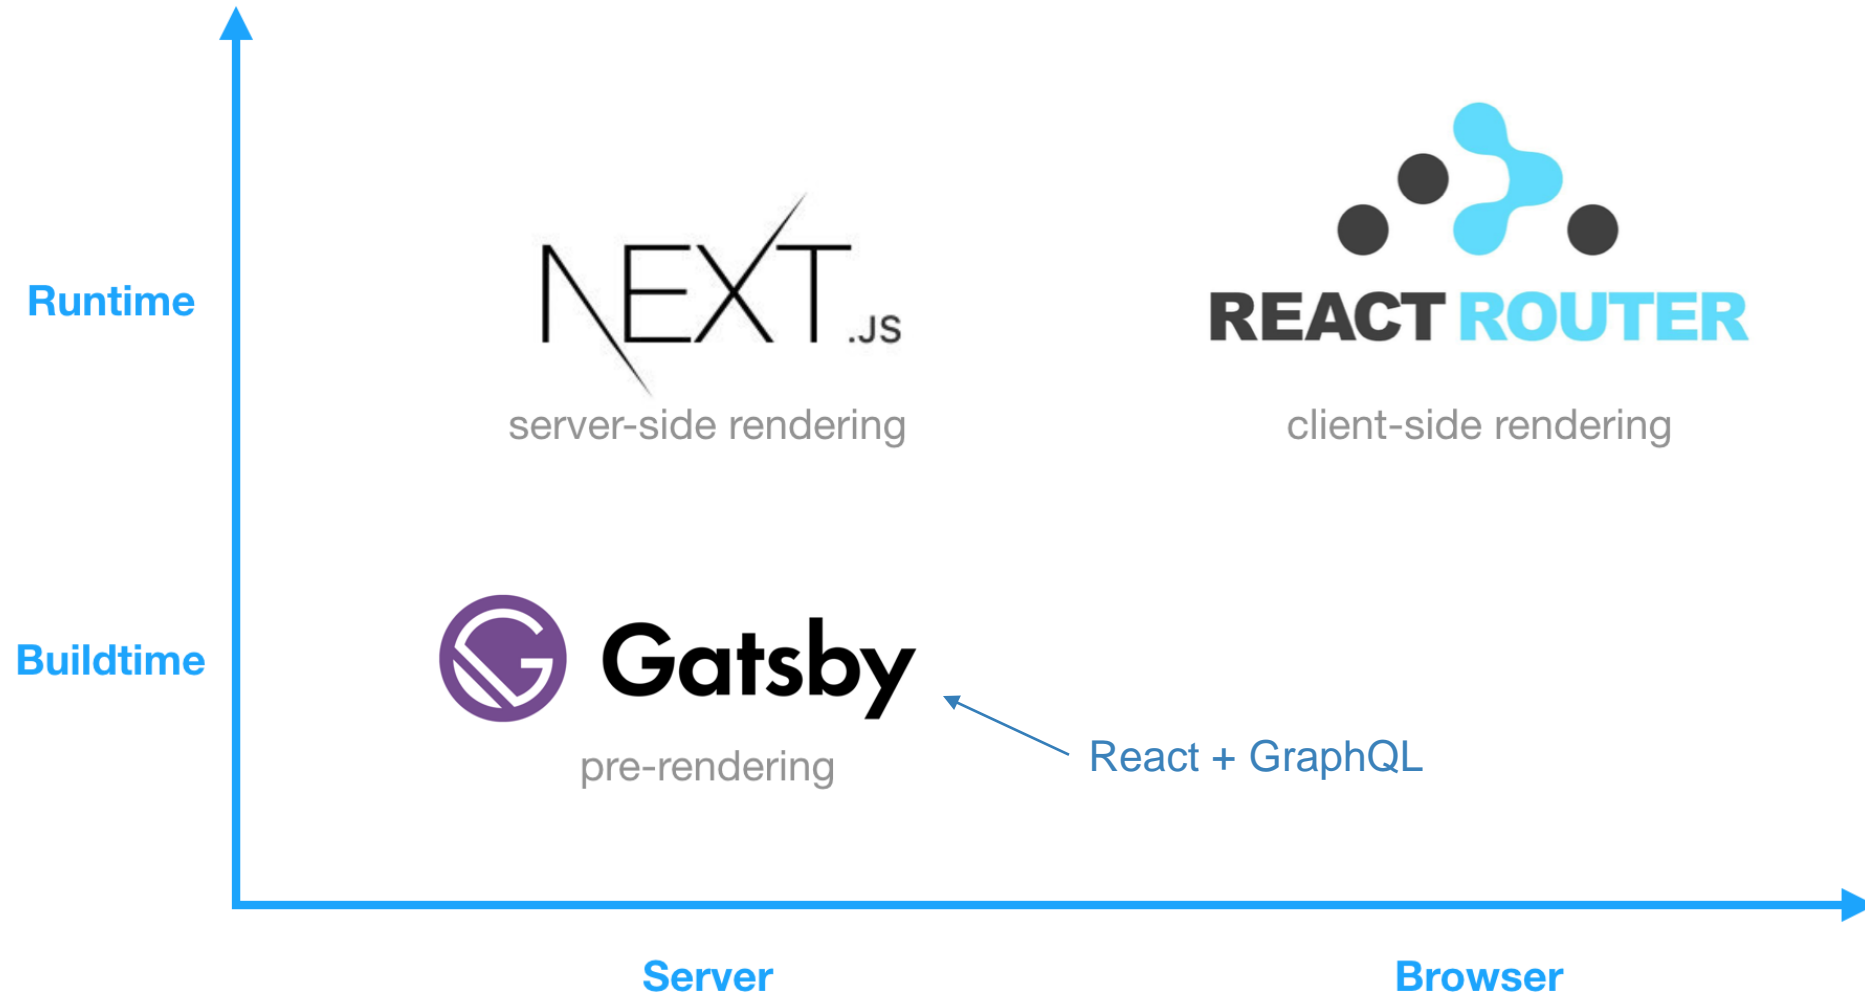 Runtime
NEXT.JS
server-side rendering
REACT ROUTER
client-side rendering
Buildtime
Gatsby
pre-rendering
React + GraphQL
Server
Browser